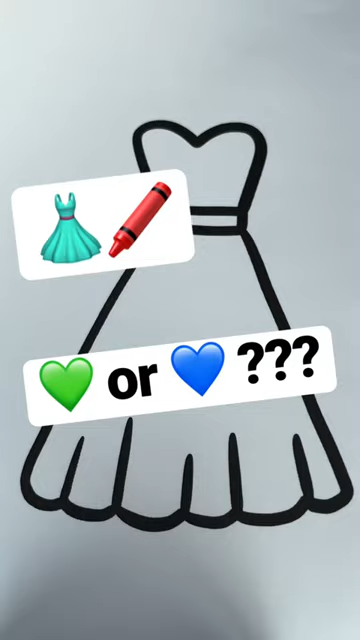 👗🖍️
💚 or 💙 ???